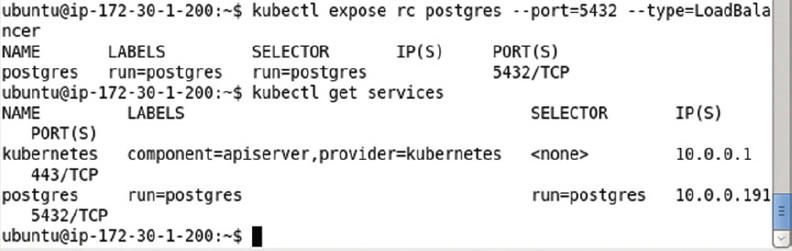 ubuntu@ip-172-30-1-200:~$ kubectl expose rc postgres --port=5432 --type=LoadBala
ncer
NAME LABELS SELECTOR IP(S) PORT(S)
postgres run=postgres run=postgres 5432/TCP
ubuntu@ip-172-30-1-200:~$ kubectl get services
NAME LABELS SELECTOR IP(S)
PORT(S)
kubernetes component=apiserver,provider=kubernetes <none> 10.0.0.1
443/TCP
postgres run=postgres run=postgres 10.0.0.191
5432/TCP
ubuntu@ip-172-30-1-200:~$